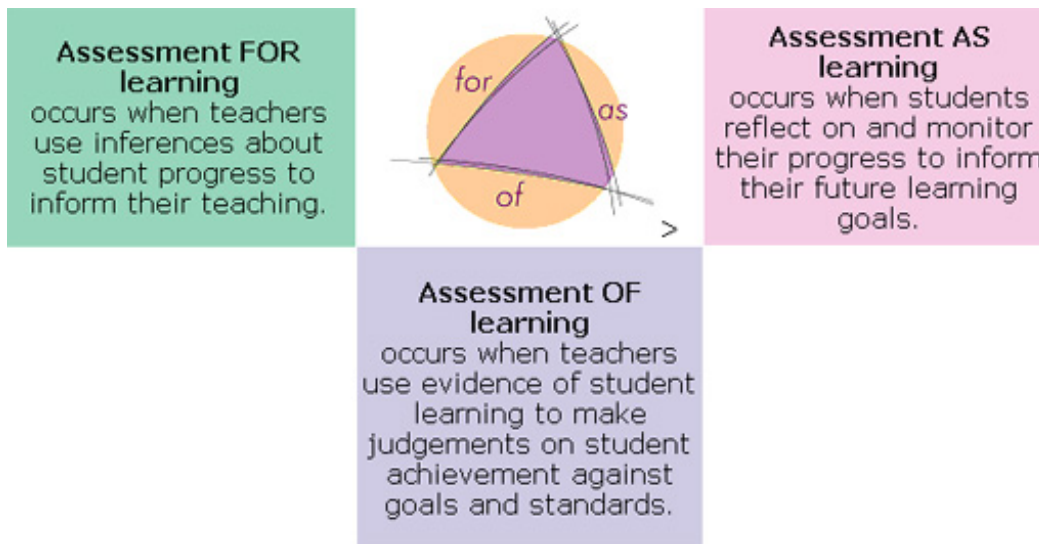 Assessment FOR
learning
occurs when teachers
use inferences about
student progress to
inform their teaching.
for
as
of
>
Assessment AS
learning
occurs when students
reflect on and monitor
their progress to inform
their future learning
goals.
Assessment OF
learning
occurs when teachers
use evidence of student
learning to make
judgements on student
achievement against
goals and standards.